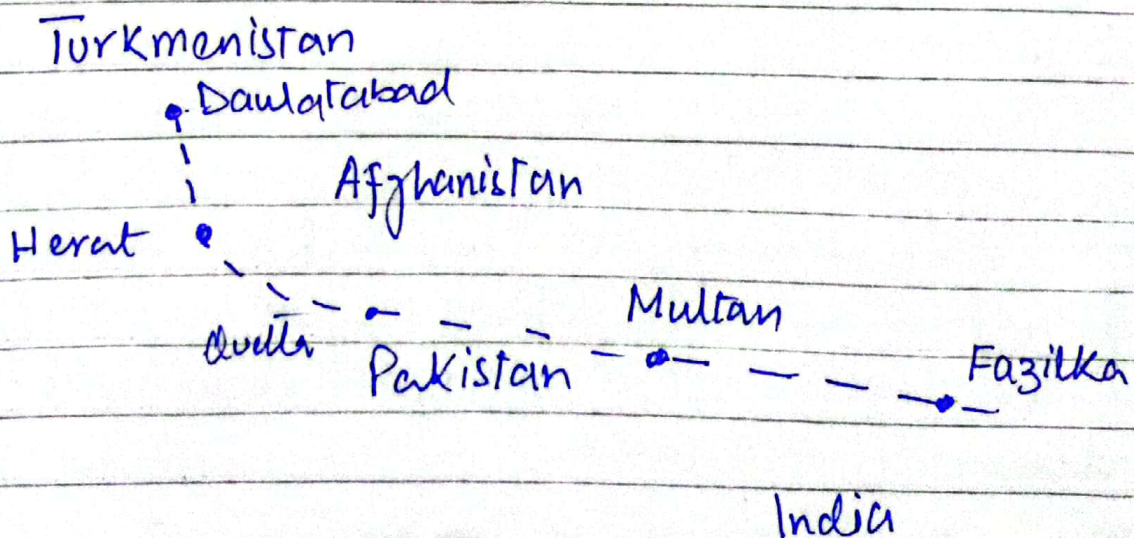 Turkmenistan
Daulatabad
Afghanistan
Herat
Multan
Quetta
Pakistan
Fazilka
India